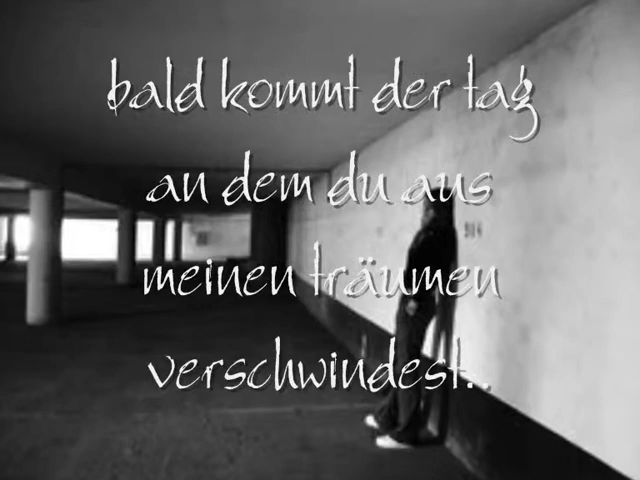 bald kommt der tag
an dem du aus
meinen träumen
verschwindest..